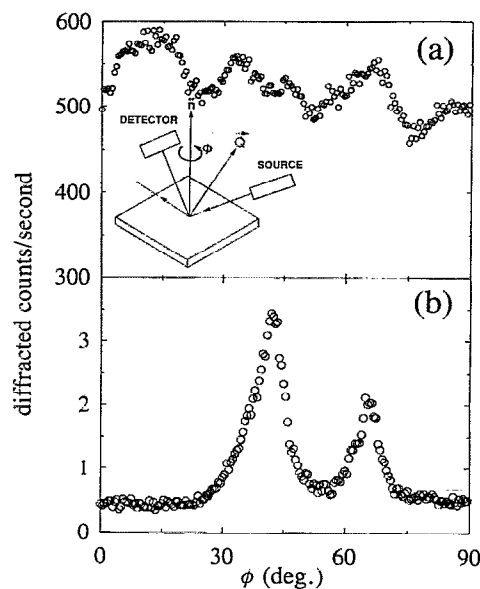 600
(a)
500
n
DETECTOR
Φ
Q
SOURCE
400
300
diffracted counts/second
(b)
3
2
1
0
0
30
60
90
ϕ (deg.)